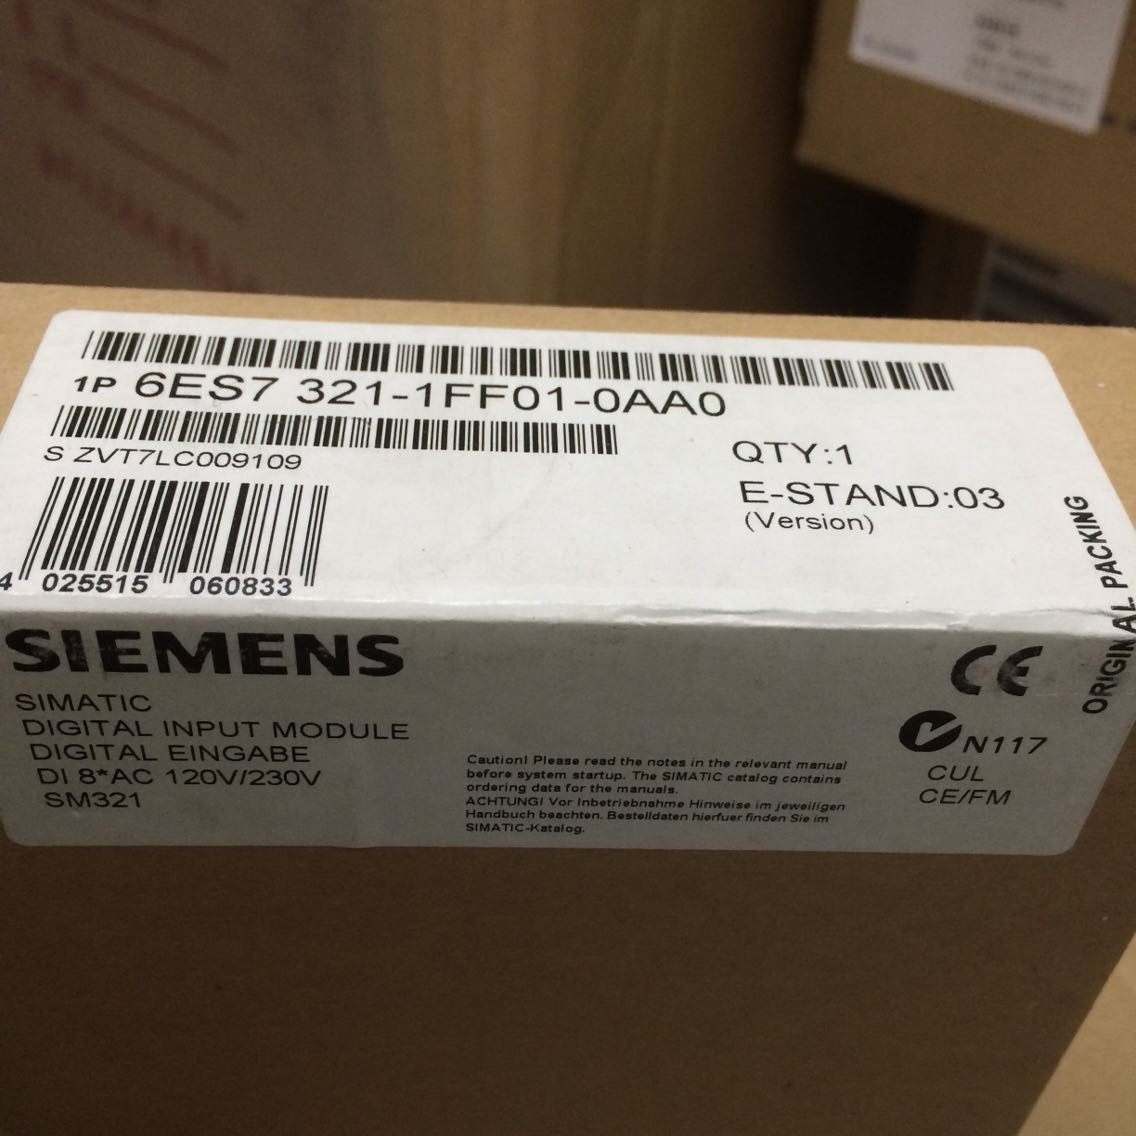 1P 6ES7 321-1FF01-0AA0
S ZVT7LC009109
QTY:1
E-STAND:03
(Version)
4 025515 060833
ORIGINAL PACKING
SIEMENS
SIMATIC
DIGITAL INPUT MODULE
DIGITAL EINGABE
DI 8*AC 120V/230V
SM321
Caution! Please read the notes in the relevant manual
before system startup. The SIMATIC catalog contains
ordering data for the manuals.
ACHTUNG! Vor Inbetriebnahme Hinweise im jeweiligen
Handbuch beachten. Bestelldaten hierfuer finden Sie im
SIMATIC-Katalog.
CE
N117
CUL
CE/FM